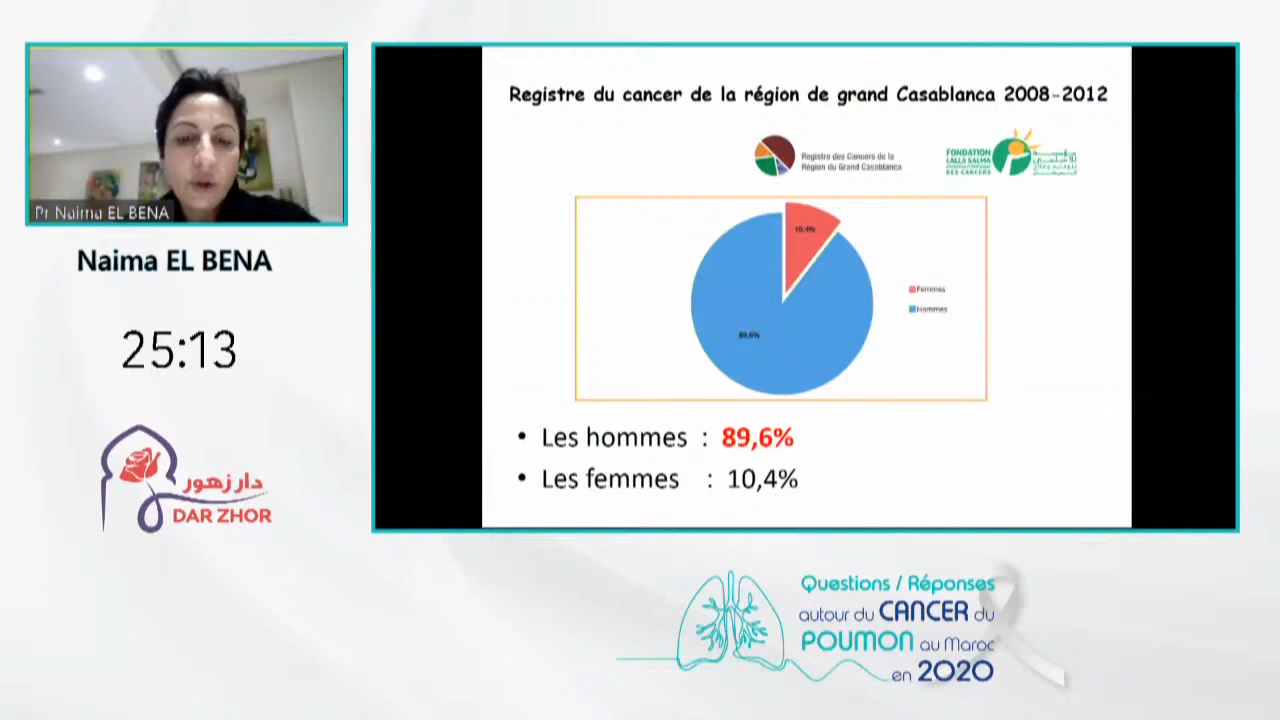 Pr Naima EL BENA
Naima EL BENA
25:13
دار زهور
DAR ZHOR
Registre du cancer de la région de grand Casablanca 2008-2012
Registre des Cancers de la
Région du Grand Casablanca
FONDATION
LALLA SALMA
DES CANCERS
10,4%
89,6%
Femmes
Hommes
• Les hommes : 89,6%
• Les femmes : 10,4%
Questions / Réponses
autour du CANCER du
POUMON au Maroc
en 2020